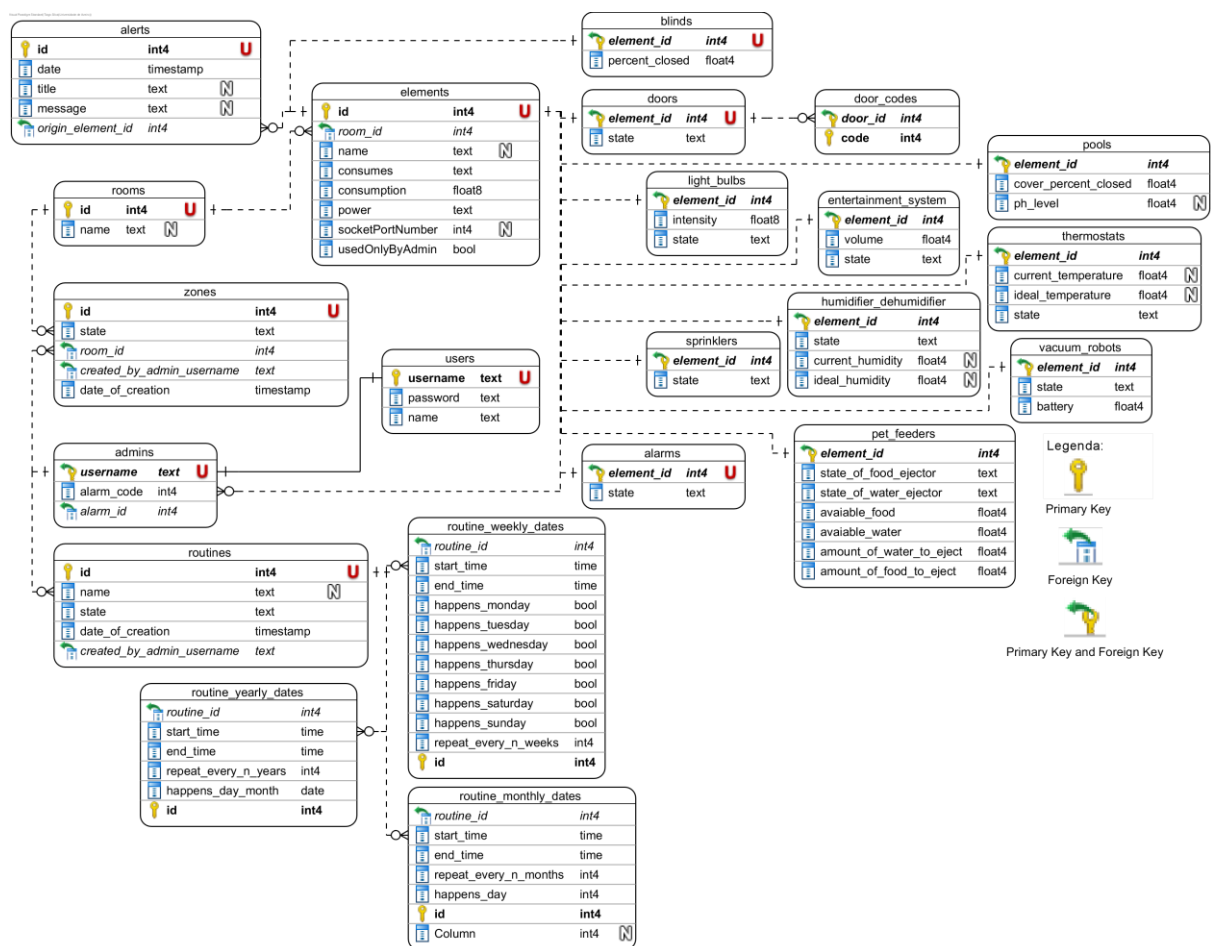 alerts
id int4 U
date timestamp
title text N
message text N
origin_element_id int4
elements
id int4 U
room_id int4
name text N
consumes text
consumption float8
power text
socketPortNumber int4 N
usedOnlyByAdmin bool
blinds
element_id int4 U
percent_closed float4
doors
element_id int4 U
state text
door_codes
door_id int4
code int4
pools
element_id int4
cover_percent_closed float4
ph_level float4 N
rooms
id int4 U
name text N
light_bulbs
element_id int4
intensity float8
state text
entertainment_system
element_id int4
volume float4
state text
thermostats
element_id int4
current_temperature float4 N
ideal_temperature float4 N
state text
zones
id int4 U
state text
room_id int4
created_by_admin_username text
date_of_creation timestamp
humidifier_dehumidifier
element_id int4
state text
current_humidity float4 N
ideal_humidity float4 N
sprinklers
element_id int4
state text
vacuum_robots
element_id int4
state text
battery float4
users
username text U
password text
name text
admins
username text U
alarm_code int4
alarm_id int4
alarms
element_id int4 U
state text
pet_feeders
element_id int4
state_of_food_ejector text
state_of_water_ejector text
avaiable_food float4
avaiable_water float4
amount_of_water_to_eject float4
amount_of_food_to_eject float4
Legenda:
Primary Key
Foreign Key
Primary Key and Foreign Key
routines
id int4 U
name text N
state text
date_of_creation timestamp
created_by_admin_username text
routine_weekly_dates
routine_id int4
start_time time
end_time time
happens_monday bool
happens_tuesday bool
happens_wednesday bool
happens_thursday bool
happens_friday bool
happens_saturday bool
happens_sunday bool
repeat_every_n_weeks int4
id int4
routine_yearly_dates
routine_id int4
start_time time
end_time time
repeat_every_n_years int4
happens_day_month date
id int4
routine_monthly_dates
routine_id int4
start_time time
end_time time
repeat_every_n_months int4
happens_day int4
id int4
Column int4 N